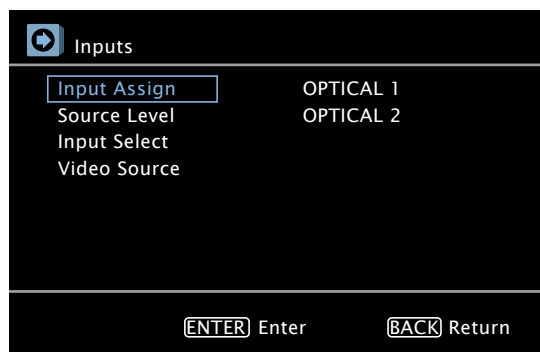 Inputs
Input Assign OPTICAL 1
Source Level OPTICAL 2
Input Select
Video Source
ENTER Enter BACK Return